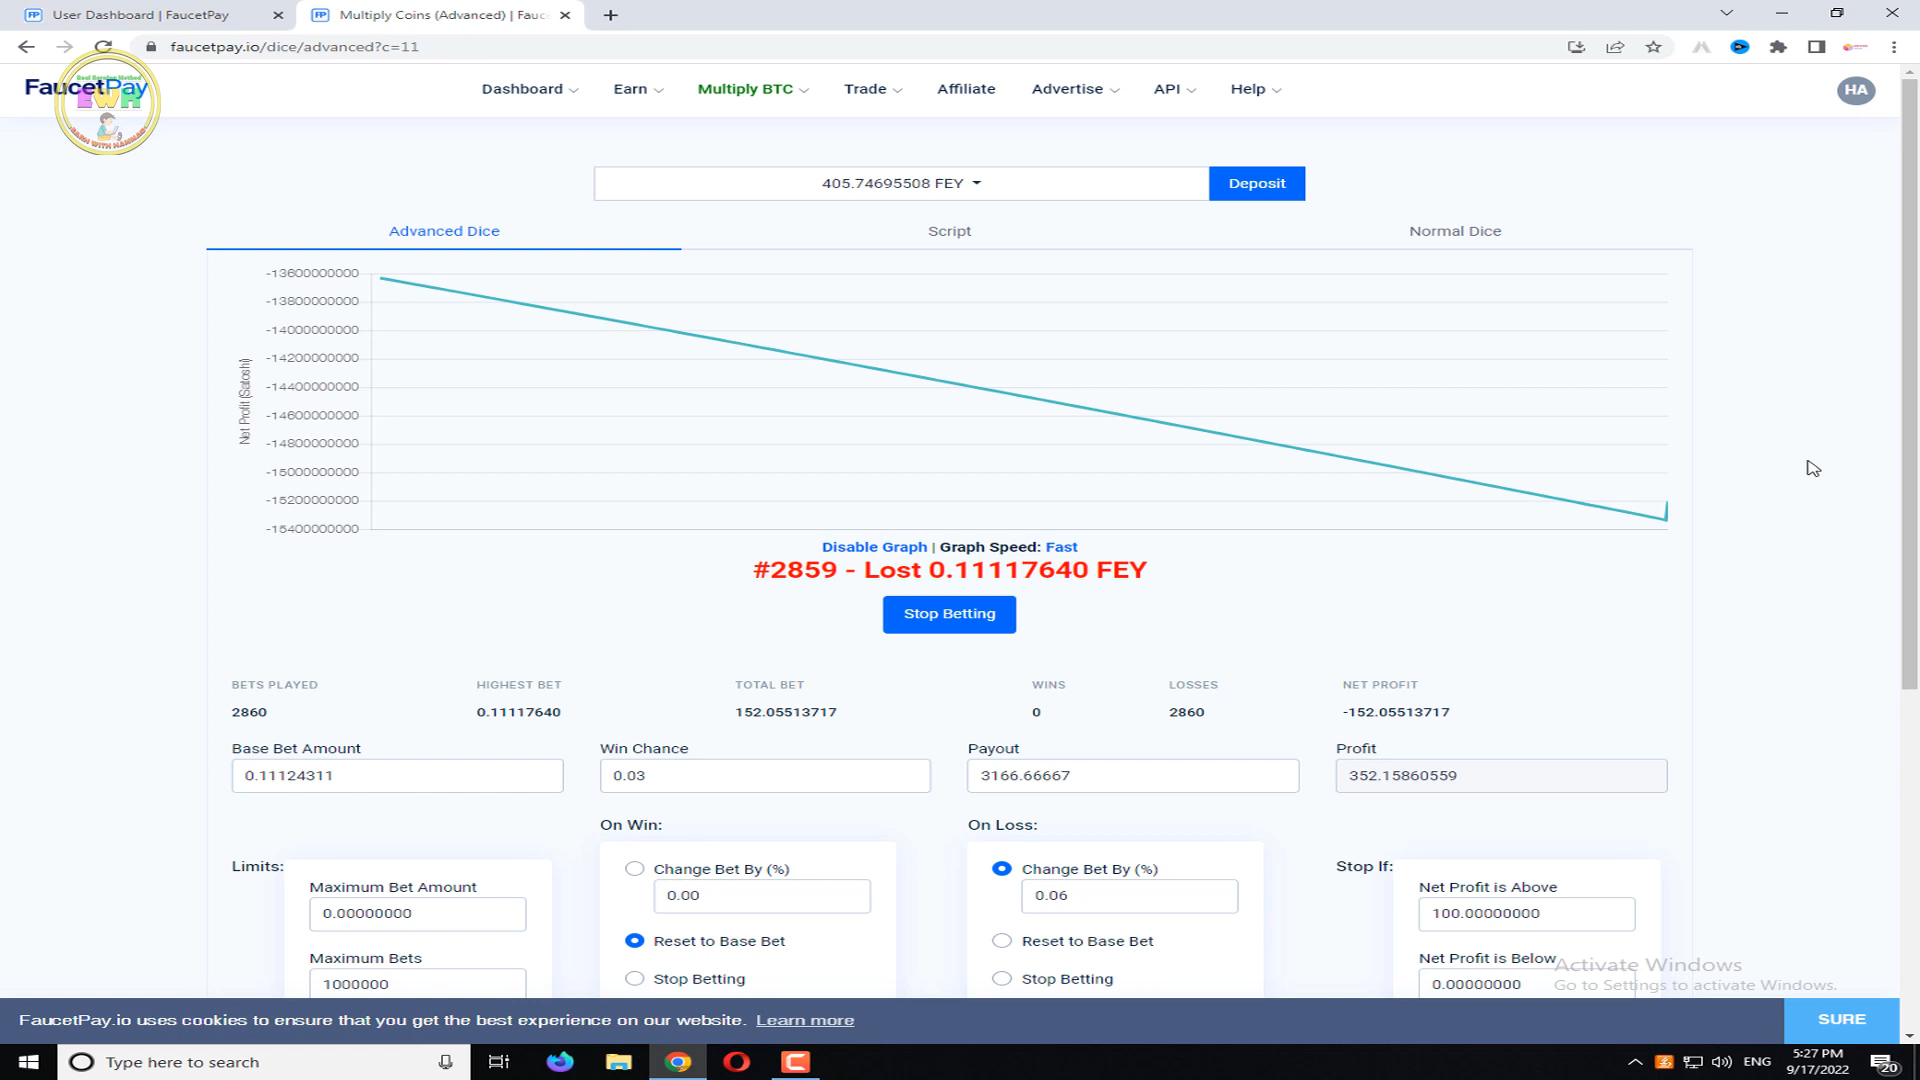 User Dashboard | FaucetPay
Multiply Coins (Advanced) | Fauc
faucetpay.io/dice/advanced?c=11
FaucetPay
Real Earning Method
EWH
EARN WITH HAMMAD
Dashboard
Earn
Multiply BTC
Trade
Affiliate
Advertise
API
Help
HA
405.74695508 FEY
Deposit
Advanced Dice
Script
Normal Dice
Net Profit (Satoshi)
-13600000000
-13800000000
-14000000000
-14200000000
-14400000000
-14600000000
-14800000000
-15000000000
-15200000000
-15400000000
Disable Graph | Graph Speed: Fast
#2859 - Lost 0.11117640 FEY
Stop Betting
BETS PLAYED
HIGHEST BET
TOTAL BET
WINS
LOSSES
NET PROFIT
2860
0.11117640
152.05513717
0
2860
-152.05513717
Base Bet Amount
Win Chance
Payout
Profit
0.11124311
0.03
3166.66667
352.15860559
On Win:
On Loss:
Limits:
Stop If:
Maximum Bet Amount
0.00000000
Maximum Bets
1000000
Change Bet By (%)
0.00
Reset to Base Bet
Stop Betting
Change Bet By (%)
0.06
Reset to Base Bet
Stop Betting
Net Profit is Above
100.00000000
Net Profit is Below
0.00000000
Activate Windows
Go to Settings to activate Windows.
FaucetPay.io uses cookies to ensure that you get the best experience on our website. Learn more
SURE
Type here to search
ENG
5:27 PM
9/17/2022
20